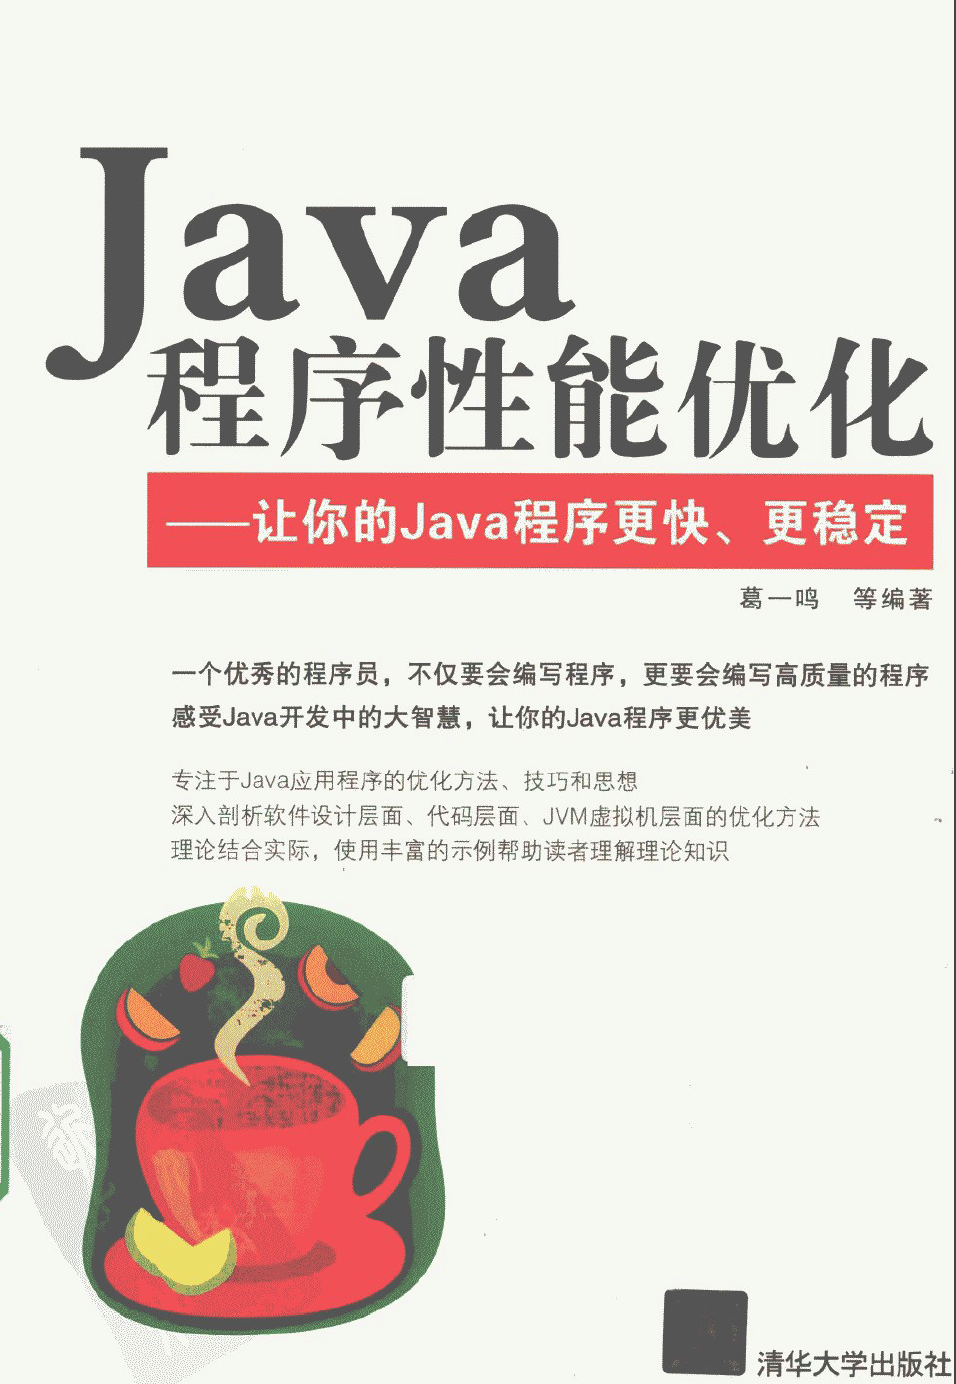 Java
程序性能优化
——让你的Java程序更快、更稳定
葛一鸣 等编著
一个优秀的程序员，不仅要会编写程序，更要会编写高质量的程序
感受Java开发中的大智慧，让你的Java程序更优美
专注于Java应用程序的优化方法、技巧和思想
深入剖析软件设计层面、代码层面、JVM虚拟机层面的优化方法
理论结合实际，使用丰富的示例帮助读者理解理论知识
清华大学出版社